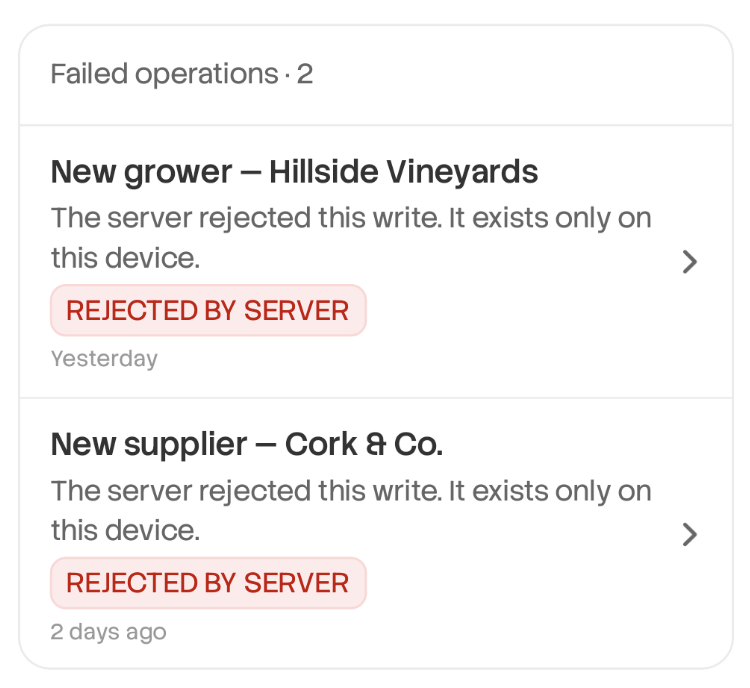 Failed operations · 2
New grower – Hillside Vineyards
The server rejected this write. It exists only on
this device.
REJECTED BY SERVER
Yesterday
New supplier – Cork & Co.
The server rejected this write. It exists only on
this device.
REJECTED BY SERVER
2 days ago